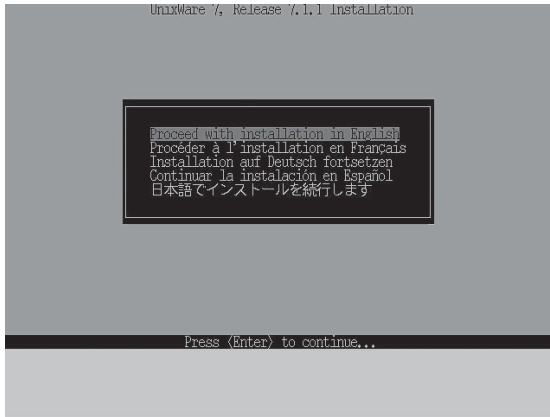 UnixWare 7, Release 7.1.1 Installation
Proceed with installation in English
Procéder à l'installation en Français
Installation auf Deutsch fortsetzen
Continuar la instalación en Español
日本語でインストールを続行します
Press <Enter> to continue...